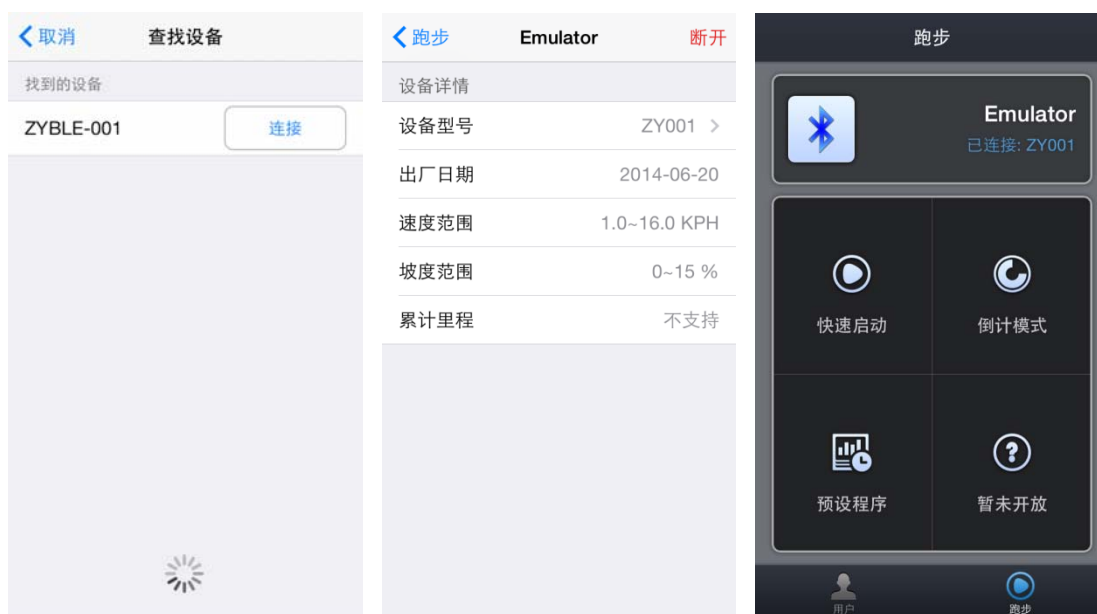 取消 查找设备
找到的设备
ZYBLE-001 连接
跑步 Emulator 断开
设备详情
设备型号 ZY001
出厂日期 2014-06-20
速度范围 1.0~16.0 KPH
坡度范围 0~15 %
累计里程 不支持
跑步
Emulator
已连接: ZY001
快速启动 倒计模式
预设程序 暂未开放
用户 跑步